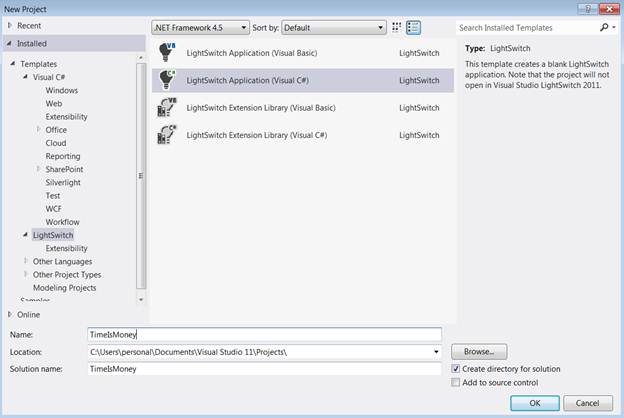 New Project
Recent
.NET Framework 4.5 Sort by: Default
Search Installed Templates
Installed
Templates
Visual C#
Windows
Web
Extensibility
Office
Cloud
Reporting
SharePoint
Silverlight
Test
WCF
Workflow
LightSwitch
Extensibility
Other Languages
Other Project Types
Modeling Projects
Samples
Online
VB LightSwitch Application (Visual Basic) LightSwitch
C# LightSwitch Application (Visual C#) LightSwitch
VB LightSwitch Extension Library (Visual Basic) LightSwitch
C# LightSwitch Extension Library (Visual C#) LightSwitch
Type: LightSwitch
This template creates a blank LightSwitch
application. Note that the project will not
open in Visual Studio LightSwitch 2011.
Name: TimeIsMoney
Location: C:\Users\personal\Documents\Visual Studio 11\Projects\ Browse...
Solution name: TimeIsMoney
Create directory for solution
Add to source control
OK Cancel